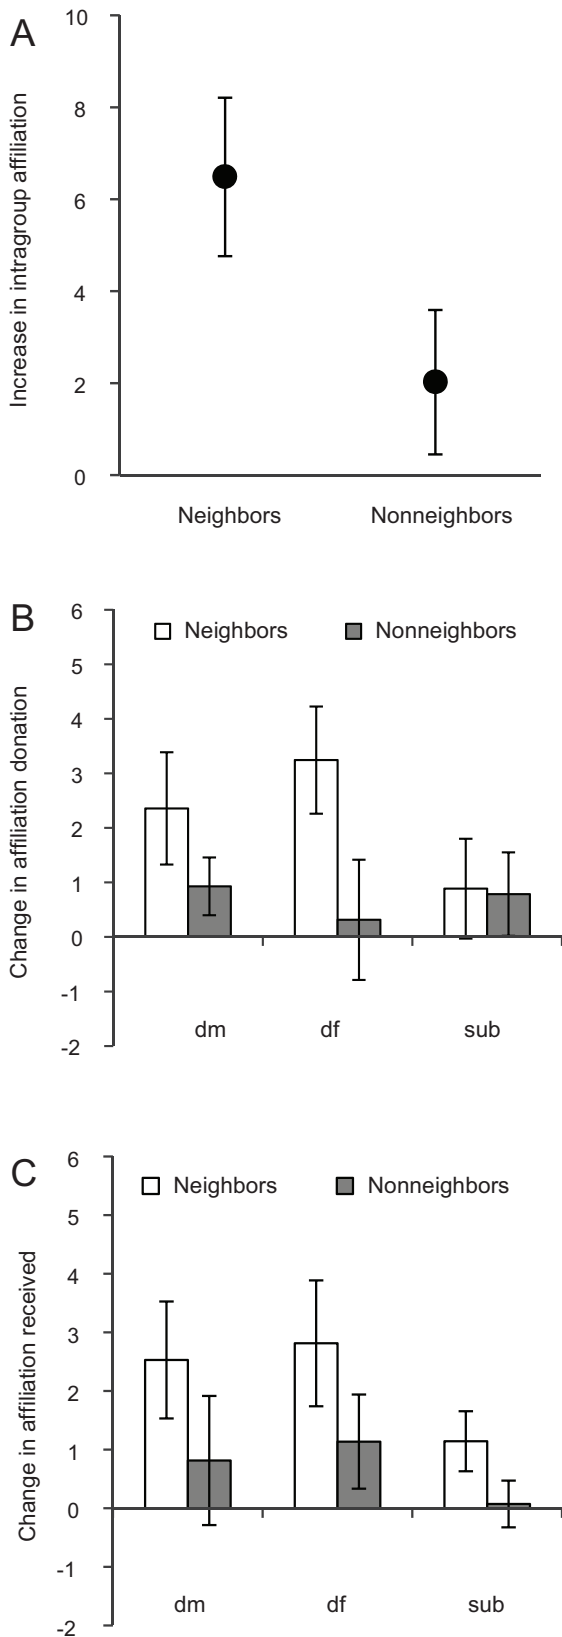 A
Increase in intragroup affiliation
10
8
6
4
2
0
Neighbors Nonneighbors
B
Change in affiliation donation
Neighbors Nonneighbors
6
5
4
3
2
1
0
-1
-2
dm df sub
C
Change in affiliation received
Neighbors Nonneighbors
6
5
4
3
2
1
0
-1
-2
dm df sub